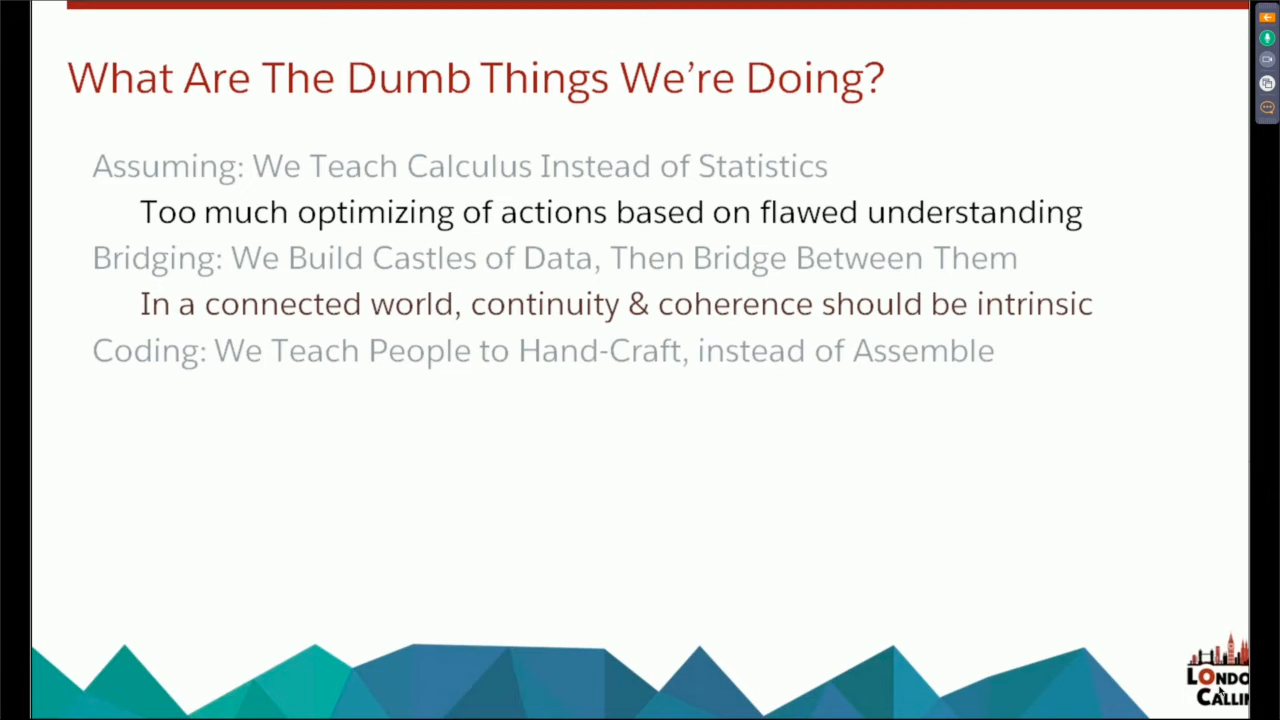 What Are The Dumb Things We’re Doing?
Assuming: We Teach Calculus Instead of Statistics
Too much optimizing of actions based on flawed understanding
Bridging: We Build Castles of Data, Then Bridge Between Them
In a connected world, continuity & coherence should be intrinsic
Coding: We Teach People to Hand-Craft, instead of Assemble
LONDO
CALLIN